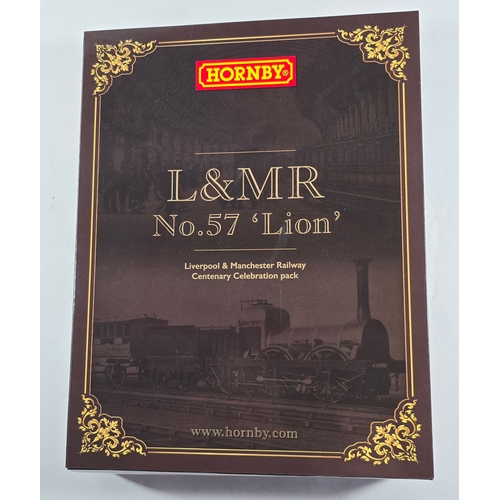 HORNBY®
L&MR
No.57 ‘Lion’
Liverpool & Manchester Railway
Centenary Celebration pack
www.hornby.com